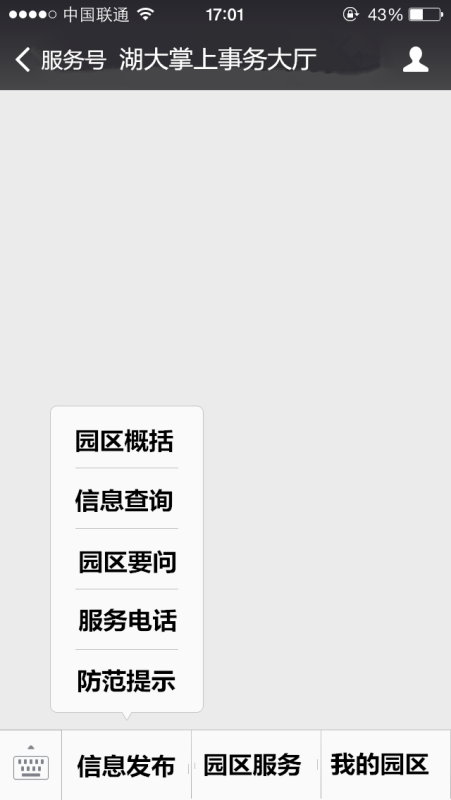 中国联通 17:01 43%
服务号 湖大掌上事务大厅
园区概括
信息查询
园区要问
服务电话
防范提示
信息发布 园区服务 我的园区